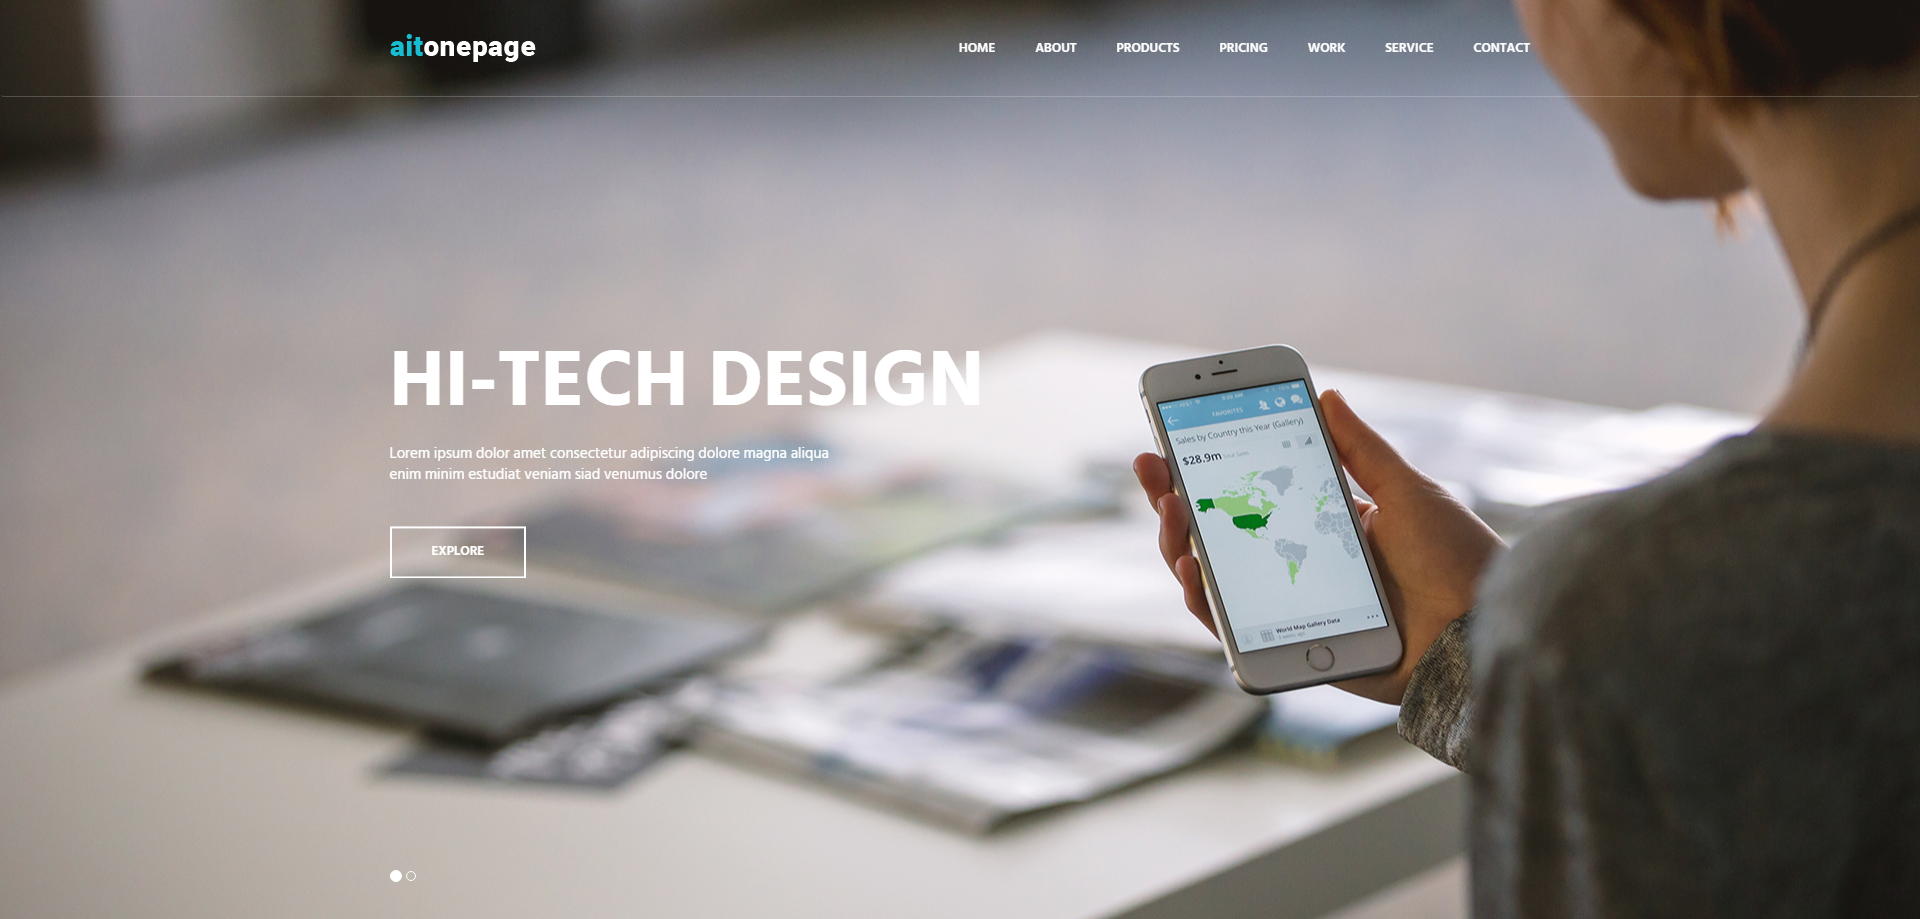 aitonepage
HOME ABOUT PRODUCTS PRICING WORK SERVICE CONTACT
HI-TECH DESIGN
Lorem ipsum dolor amet consectetur adipiscing dolore magna aliqua
enim minim estudiat veniam siad venumus dolore
EXPLORE
FAVORITES
Sales by Country this Year (Gallery)
$28.9m Total Sales
World Map Gallery Data